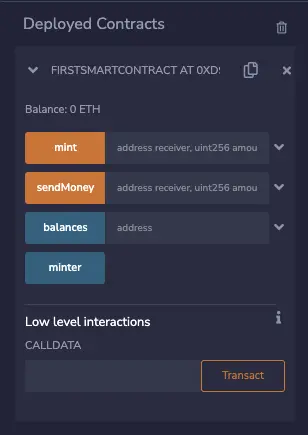 Deployed Contracts
FIRSTSMARTCONTRACT AT 0XD9
Balance: 0 ETH
mint address receiver, uint256 amou
sendMoney address receiver, uint256 amou
balances address
minter
Low level interactions
i
CALLDATA
Transact